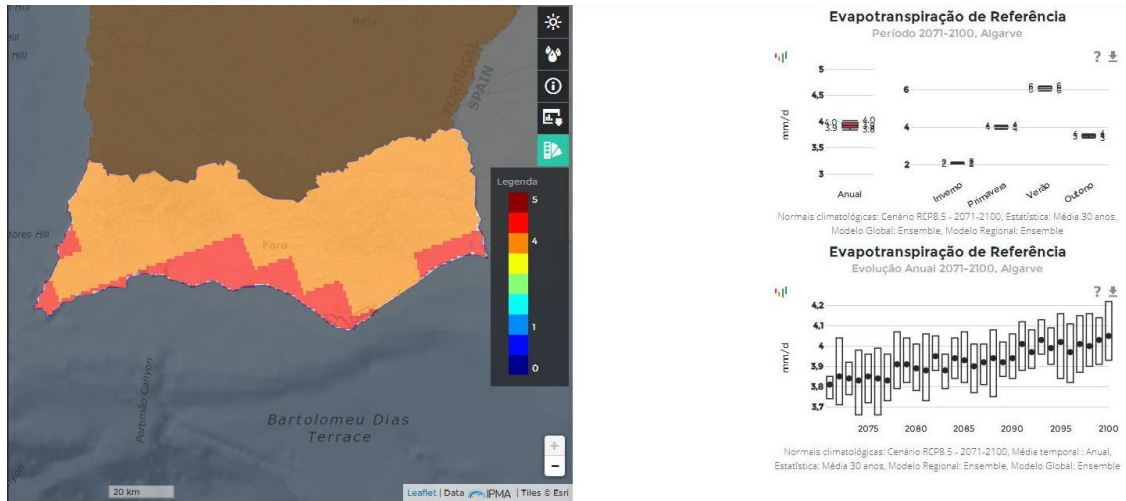 Beja
Hill
PORTUGAL
SPAIN
Legenda
5
4
1
0
Faro
Portimão Canyon
Bartolomeu Dias
Terrace
+
−
20 km
Leaflet | Data IPMA | Tiles © Esri
Evapotranspiração de Referência
Período 2071-2100, Algarve
?
mm/d
5
4,5
4
3,5
3
4.0
3.9
Anual
6
4
2
Inverno
Primavera
Verão
Outono
Normais climatológicas: Cenário RCP8.5 - 2071-2100, Estatística: Média 30 anos,
Modelo Global: Ensemble, Modelo Regional: Ensemble
Evapotranspiração de Referência
Evolução Anual 2071-2100, Algarve
?
mm/d
4,2
4,1
4
3,9
3,8
3,7
2075
2080
2085
2090
2095
2100
Normais climatológicas: Cenário RCP8.5 - 2071-2100, Média temporal : Anual,
Estatística: Média 30 anos, Modelo Regional: Ensemble, Modelo Global: Ensemble